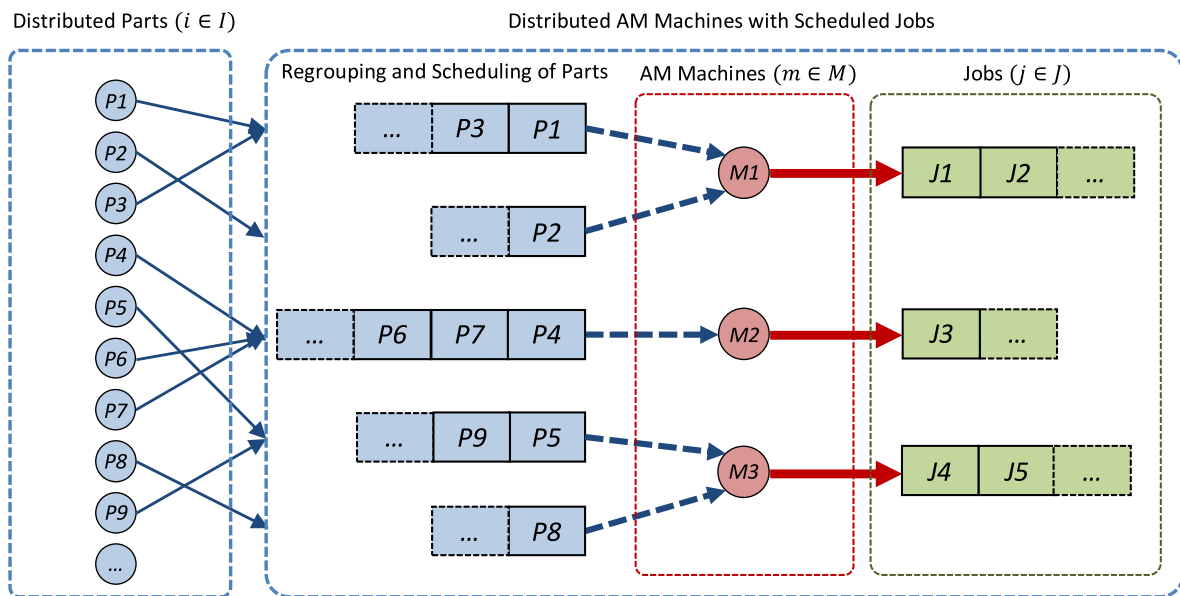 Distributed Parts (i ∈ I)
Distributed AM Machines with Scheduled Jobs
Regrouping and Scheduling of Parts
AM Machines (m ∈ M)
Jobs (j ∈ J)
P1
P2
P3
P4
P5
P6
P7
P8
P9
...
... P3 P1
... P2
... P6 P7 P4
... P9 P5
... P8
M1
M2
M3
J1 J2 ...
J3 ...
J4 J5 ...